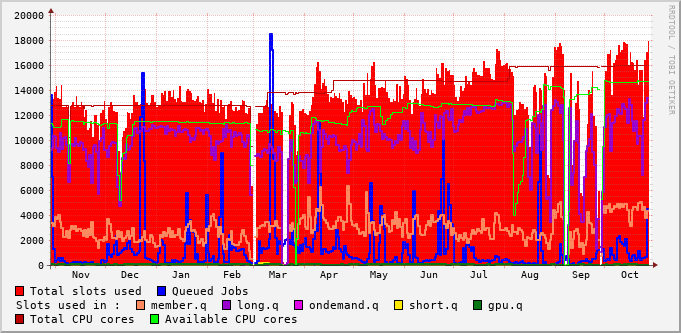 20000
18000
16000
14000
12000
10000
8000
6000
4000
2000
0
Nov Dec Jan Feb Mar Apr May Jun Jul Aug Sep Oct
RRDTOOL / TOBI OETIKER
Total slots used Queued Jobs
Slots used in : member.q long.q ondemand.q short.q gpu.q
Total CPU cores Available CPU cores